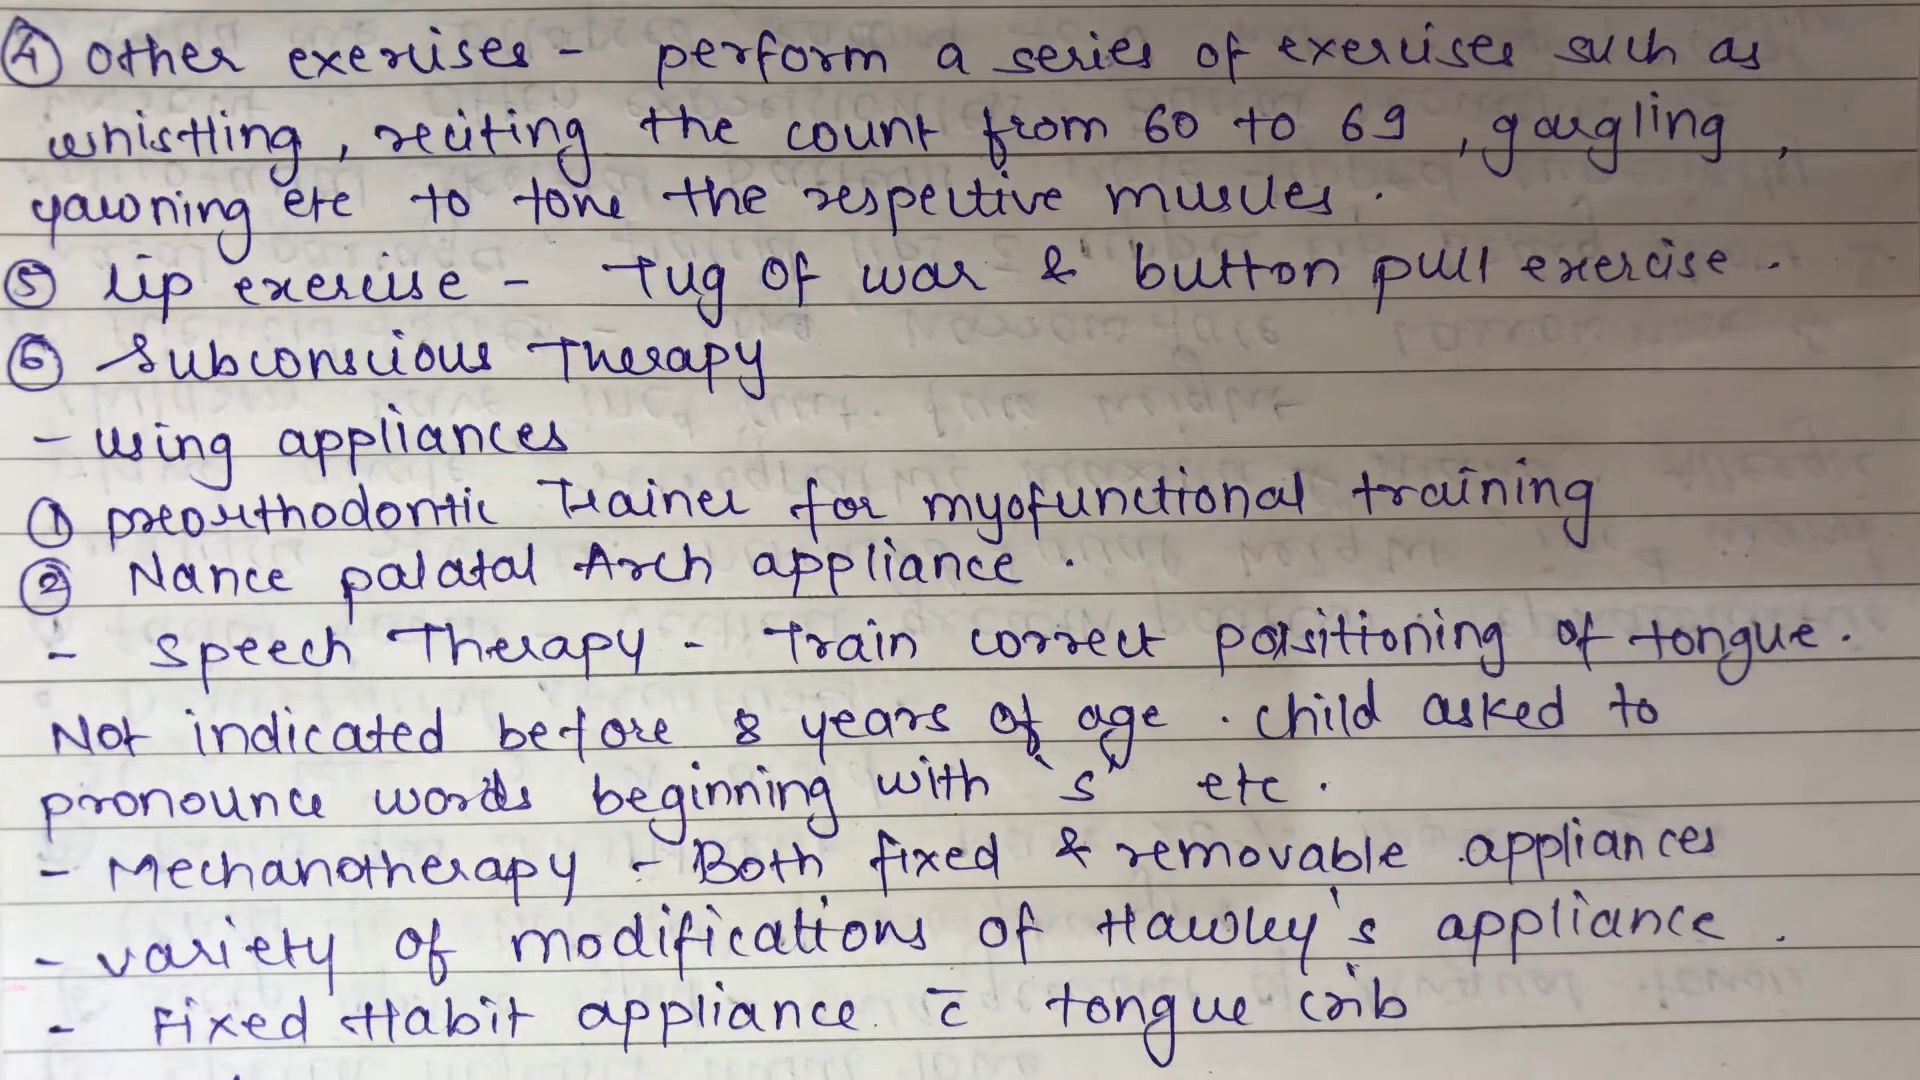 ④ other exercises - perform a series of exercises such as
whistling, reciting the count from 60 to 69, gargling,
yawning etc to tone the respective muscles.
⑤ lip exercise - Tug of war & button pull exercise.
⑥ Subconscious Therapy
- using appliances
① preorthodontic Trainer for myofunctional training
② Nance palatal Arch appliance.
- Speech Therapy - Train correct positioning of tongue.
Not indicated before 8 years of age. child asked to
pronounce words beginning with 's' etc.
- Mechanotherapy - Both fixed & removable appliances
- variety of modifications of Hawley's appliance.
- Fixed Habit appliance c̄ tongue crib